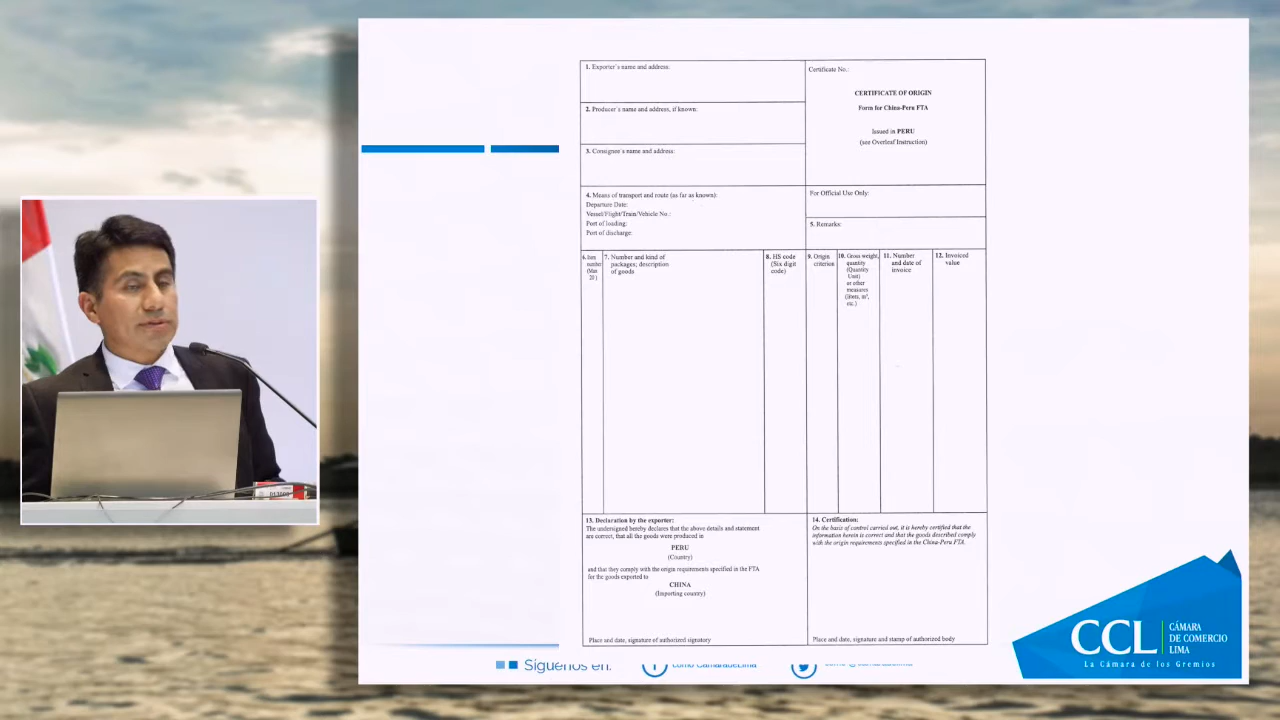 1. Exporter's name and address:
Certificate No.:
CERTIFICATE OF ORIGIN
Form for China-Peru FTA
Issued in PERU
(see Overleaf Instruction)
2. Producer's name and address, if known:
3. Consignee's name and address:
4. Means of transport and route (as far as known):
Departure Date:
Vessel/Flight/Train/Vehicle No.:
Port of loading:
Port of discharge:
For Official Use Only:
5. Remarks:
6. Item
number
(Max
20)
7. Number and kind of
packages; description
of goods
8. HS code
(Six digit
code)
9. Origin
criterion
10. Gross weight,
quantity
(Quantity
Unit)
or other
measures
(liters, m³,
etc.)
11. Number
and date of
invoice
12. Invoiced
value
13. Declaration by the exporter:
The undersigned hereby declares that the above details and statement
are correct, that all the goods were produced in
PERU
(Country)
and that they comply with the origin requirements specified in the FTA
for the goods exported to
CHINA
(Importing country)
Place and date, signature of authorized signatory
14. Certification:
On the basis of control carried out, it is hereby certified that the
information herein is correct and that the goods described comply
with the origin requirements specified in the China-Peru FTA.
Place and date, signature and stamp of authorized body
Síguenos en:
CCL
CÁMARA
DE COMERCIO
LIMA
La Cámara de los Gremios